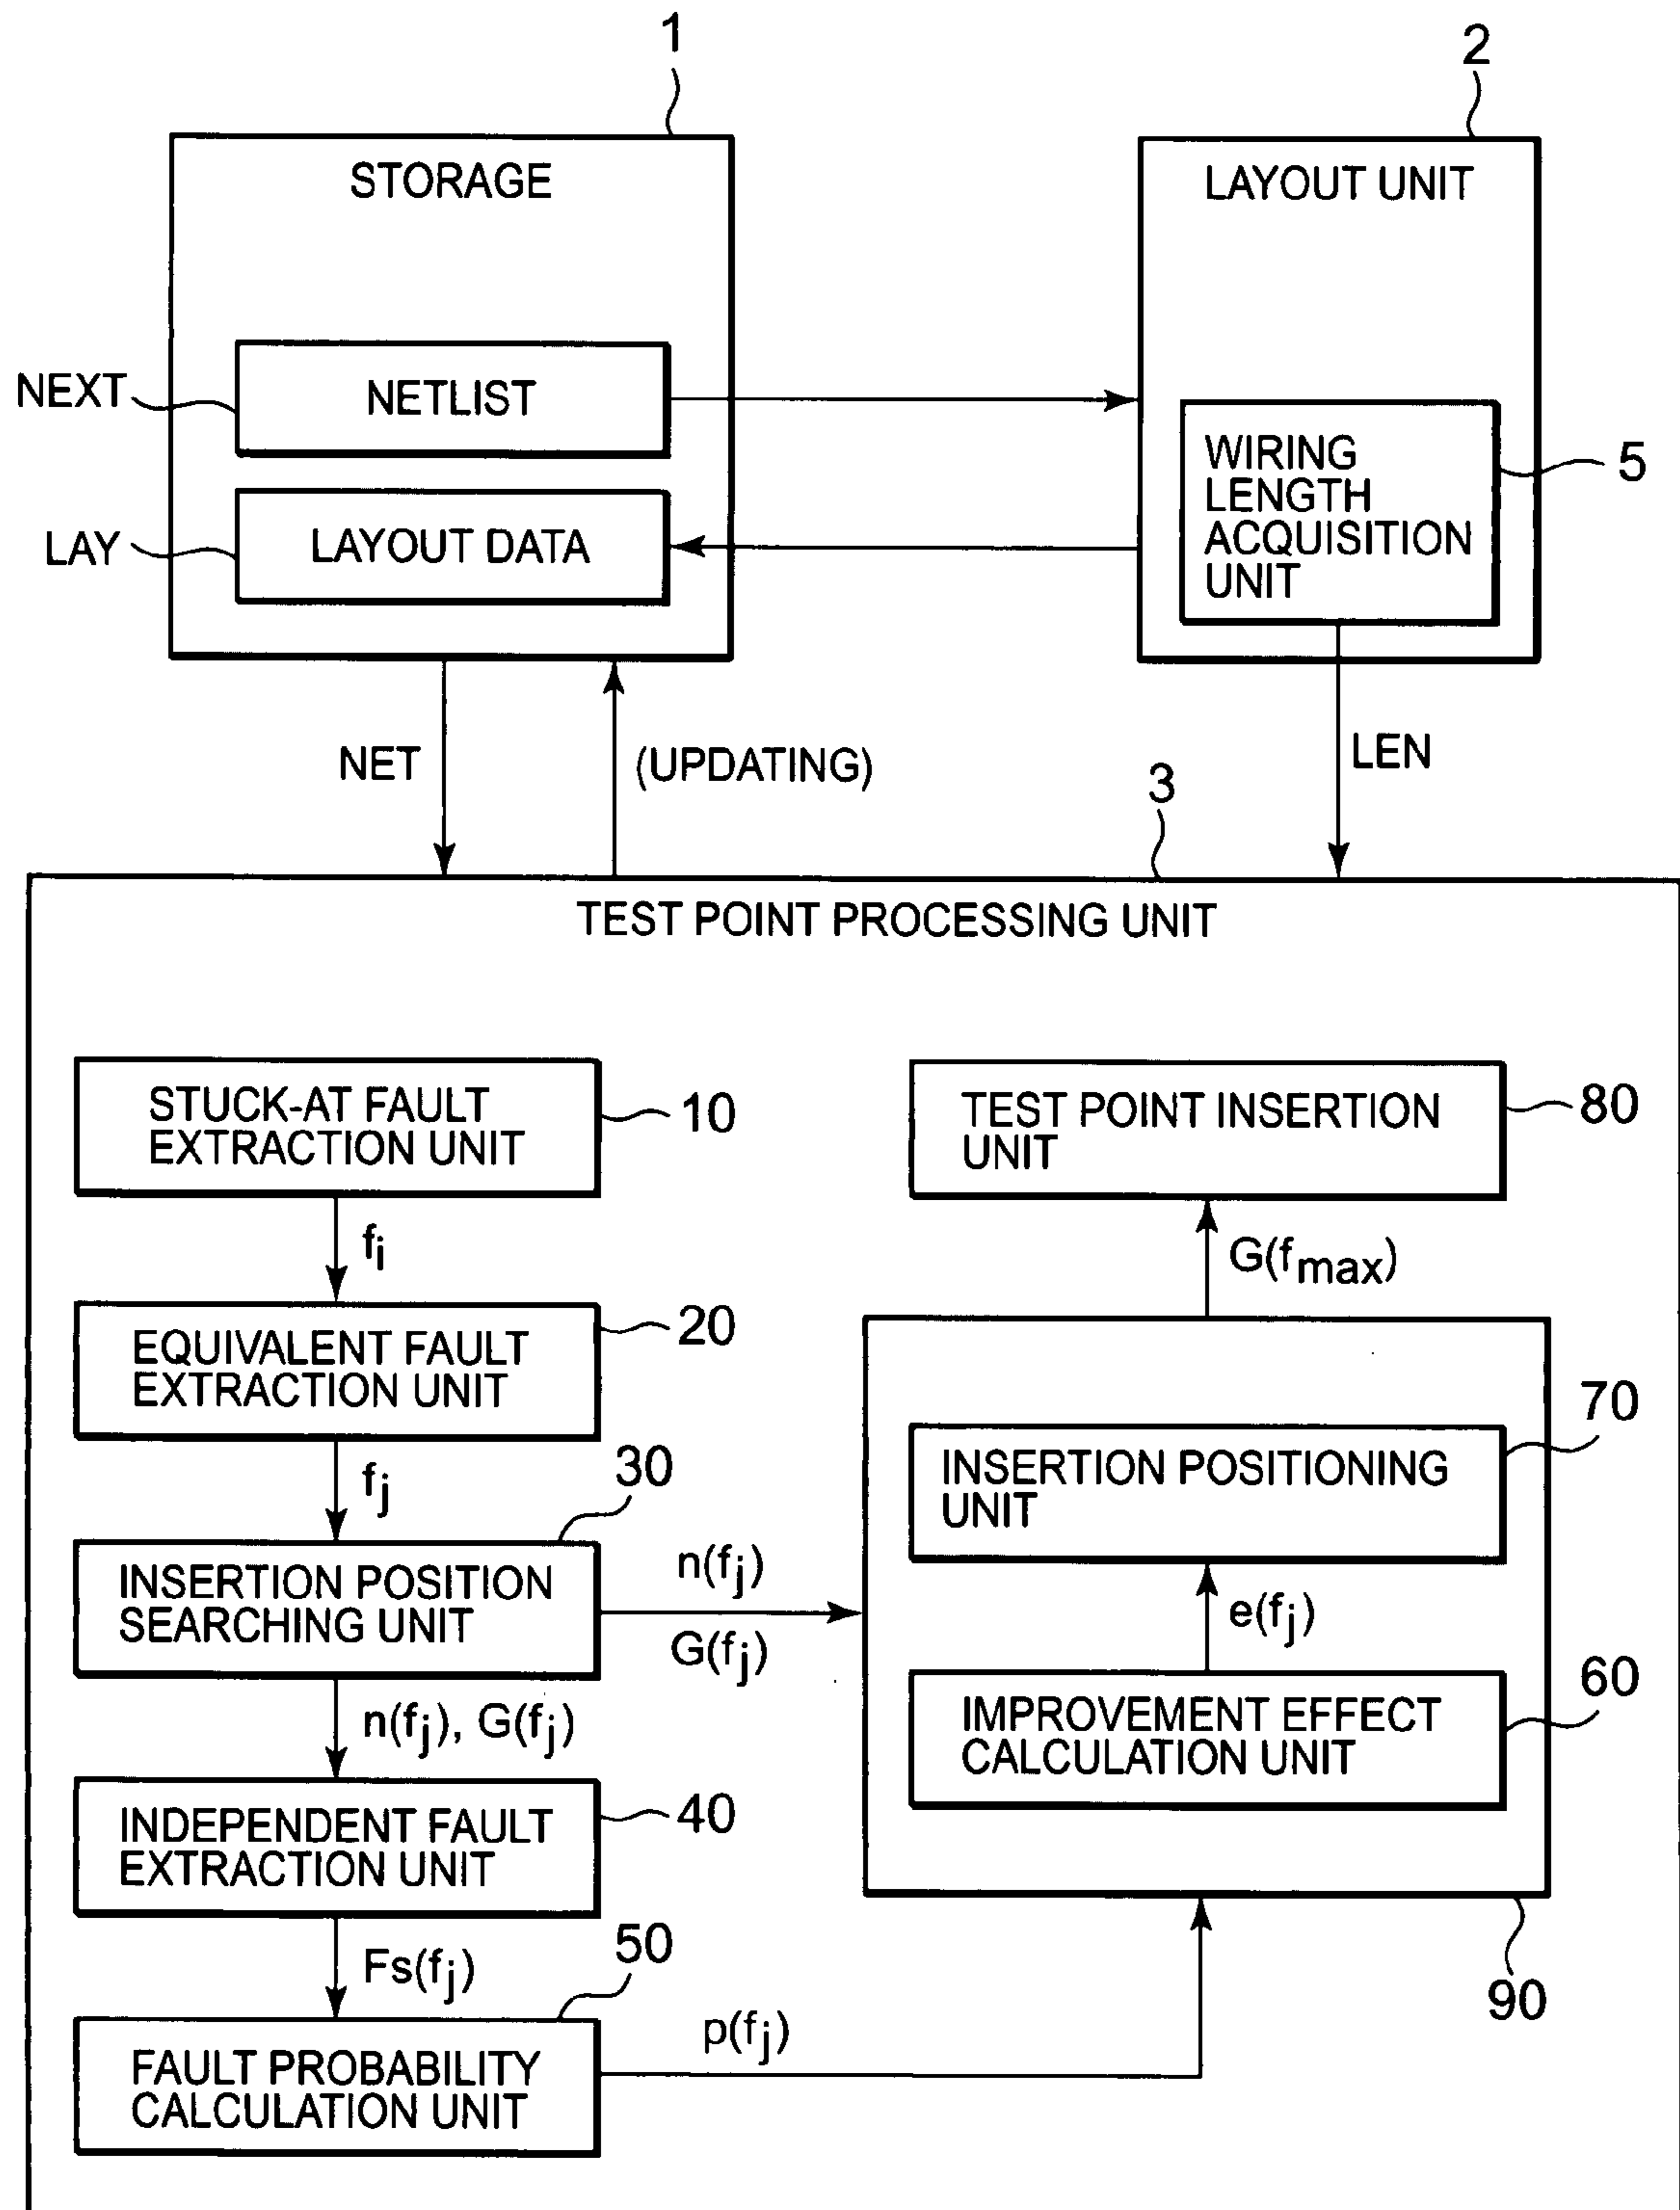 1
2
STORAGE
LAYOUT UNIT
NEXT
NETLIST
WIRING
LENGTH
ACQUISITION
UNIT
5
LAY
LAYOUT DATA
NET
(UPDATING)
LEN
3
TEST POINT PROCESSING UNIT
STUCK-AT FAULT
EXTRACTION UNIT
10
TEST POINT INSERTION
UNIT
80
fi
G(fmax)
EQUIVALENT FAULT
EXTRACTION UNIT
20
70
INSERTION POSITIONING
UNIT
fj
30
INSERTION POSITION
SEARCHING UNIT
n(fj)
G(fj)
e(fj)
60
IMPROVEMENT EFFECT
CALCULATION UNIT
n(fj), G(fj)
INDEPENDENT FAULT
EXTRACTION UNIT
40
Fs(fj)
50
90
FAULT PROBABILITY
CALCULATION UNIT
p(fj)